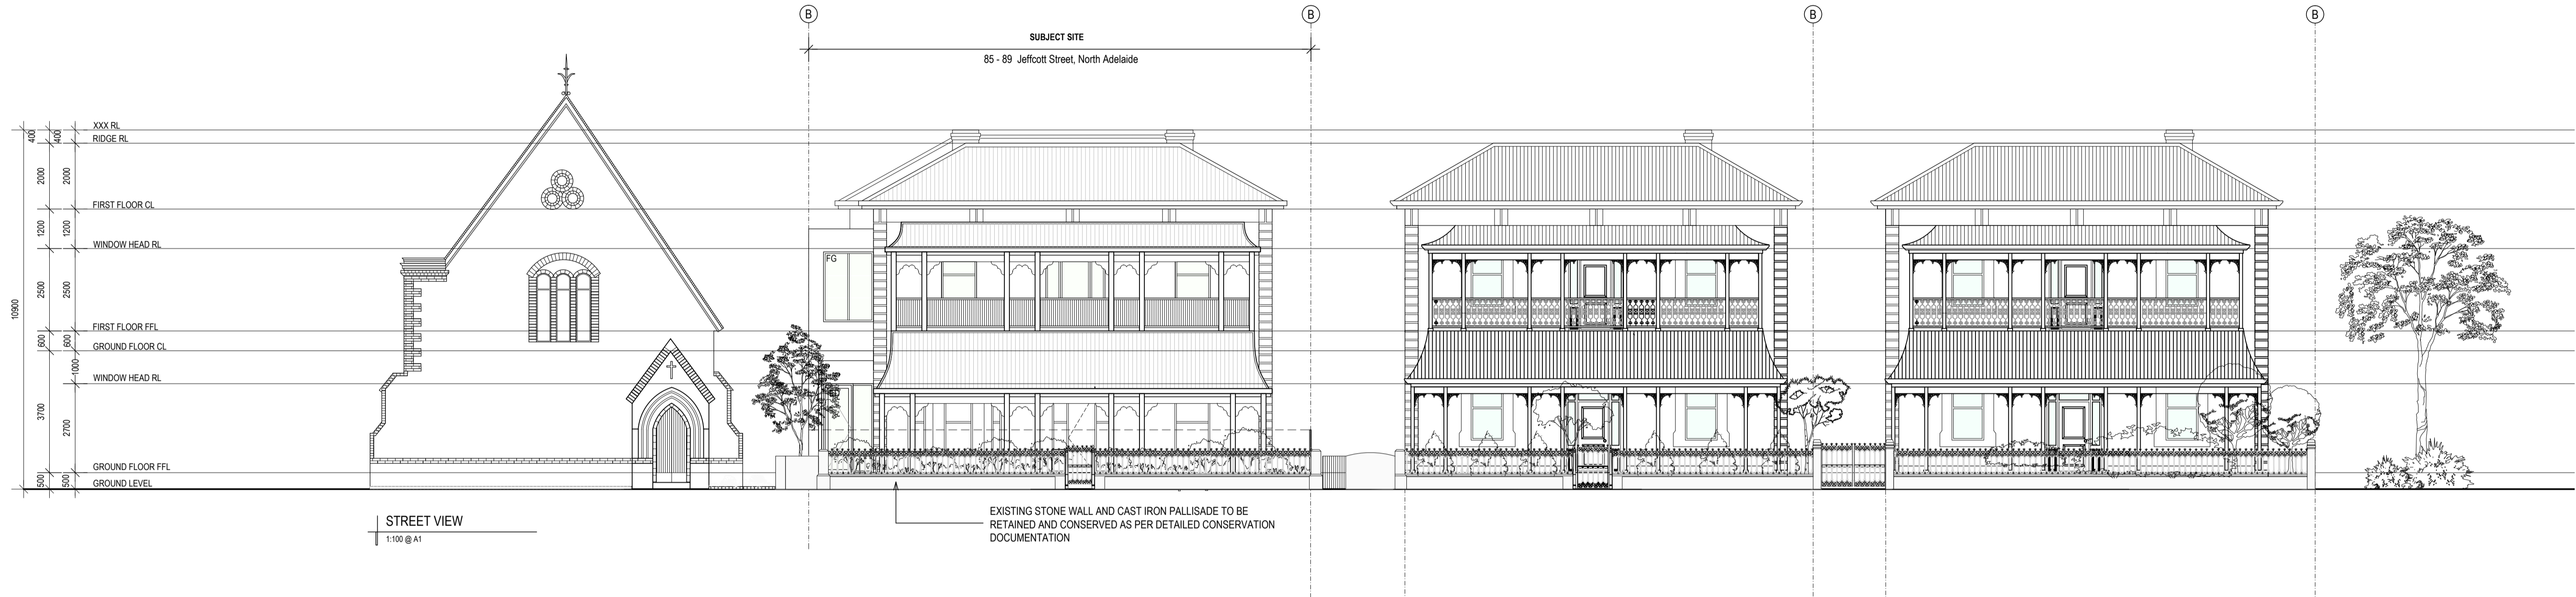 B
B
B
B
SUBJECT SITE
85 - 89 Jeffcott Street, North Adelaide
XXX RL
400
400
RIDGE RL
2000
2000
FIRST FLOOR CL
1200
1200
WINDOW HEAD RL
FG
2500
2500
10900
FIRST FLOOR FFL
600
600
GROUND FLOOR CL
1000
WINDOW HEAD RL
3700
2700
GROUND FLOOR FFL
500
500
GROUND LEVEL
STREET VIEW
1:100 @ A1
EXISTING STONE WALL AND CAST IRON PALLISADE TO BE
RETAINED AND CONSERVED AS PER DETAILED CONSERVATION
DOCUMENTATION